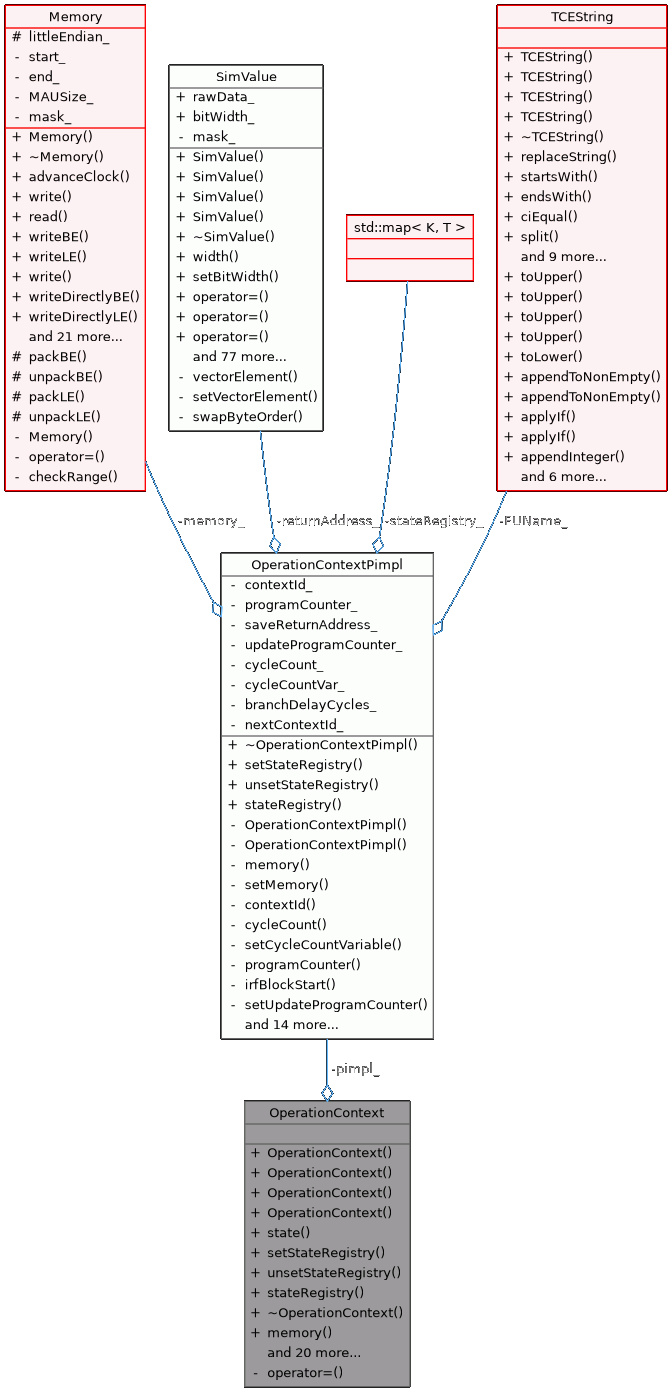 Memory
# littleEndian_
- start_
- end_
- MAUSize_
- mask_
+ Memory()
+ ~Memory()
+ advanceClock()
+ write()
+ read()
+ writeBE()
+ writeLE()
+ write()
+ writeDirectlyBE()
+ writeDirectlyLE()
and 21 more...
# packBE()
# unpackBE()
# packLE()
# unpackLE()
- Memory()
- operator=()
- checkRange()
SimValue
+ rawData_
+ bitWidth_
- mask_
+ SimValue()
+ SimValue()
+ SimValue()
+ SimValue()
+ ~SimValue()
+ width()
+ setBitWidth()
+ operator=()
+ operator=()
+ operator=()
and 77 more...
- vectorElement()
- setVectorElement()
- swapByteOrder()
std::map< K, T >
TCEString
+ TCEString()
+ TCEString()
+ TCEString()
+ TCEString()
+ ~TCEString()
+ replaceString()
+ startsWith()
+ endsWith()
+ ciEqual()
+ split()
and 9 more...
+ toUpper()
+ toUpper()
+ toUpper()
+ toUpper()
+ toLower()
+ appendToNonEmpty()
+ appendToNonEmpty()
+ applyIf()
+ applyIf()
+ appendInteger()
and 6 more...
-memory_
-returnAddress_
-stateRegistry_
-FUName_
OperationContextPimpl
- contextId_
- programCounter_
- saveReturnAddress_
- updateProgramCounter_
- cycleCount_
- cycleCountVar_
- branchDelayCycles_
- nextContextId_
+ ~OperationContextPimpl()
+ setStateRegistry()
+ unsetStateRegistry()
+ stateRegistry()
- OperationContextPimpl()
- OperationContextPimpl()
- memory()
- setMemory()
- contextId()
- cycleCount()
- setCycleCountVariable()
- programCounter()
- irfBlockStart()
- setUpdateProgramCounter()
and 14 more...
-pimpl_
OperationContext
+ OperationContext()
+ OperationContext()
+ OperationContext()
+ OperationContext()
+ state()
+ setStateRegistry()
+ unsetStateRegistry()
+ stateRegistry()
+ ~OperationContext()
+ memory()
and 20 more...
- operator=()